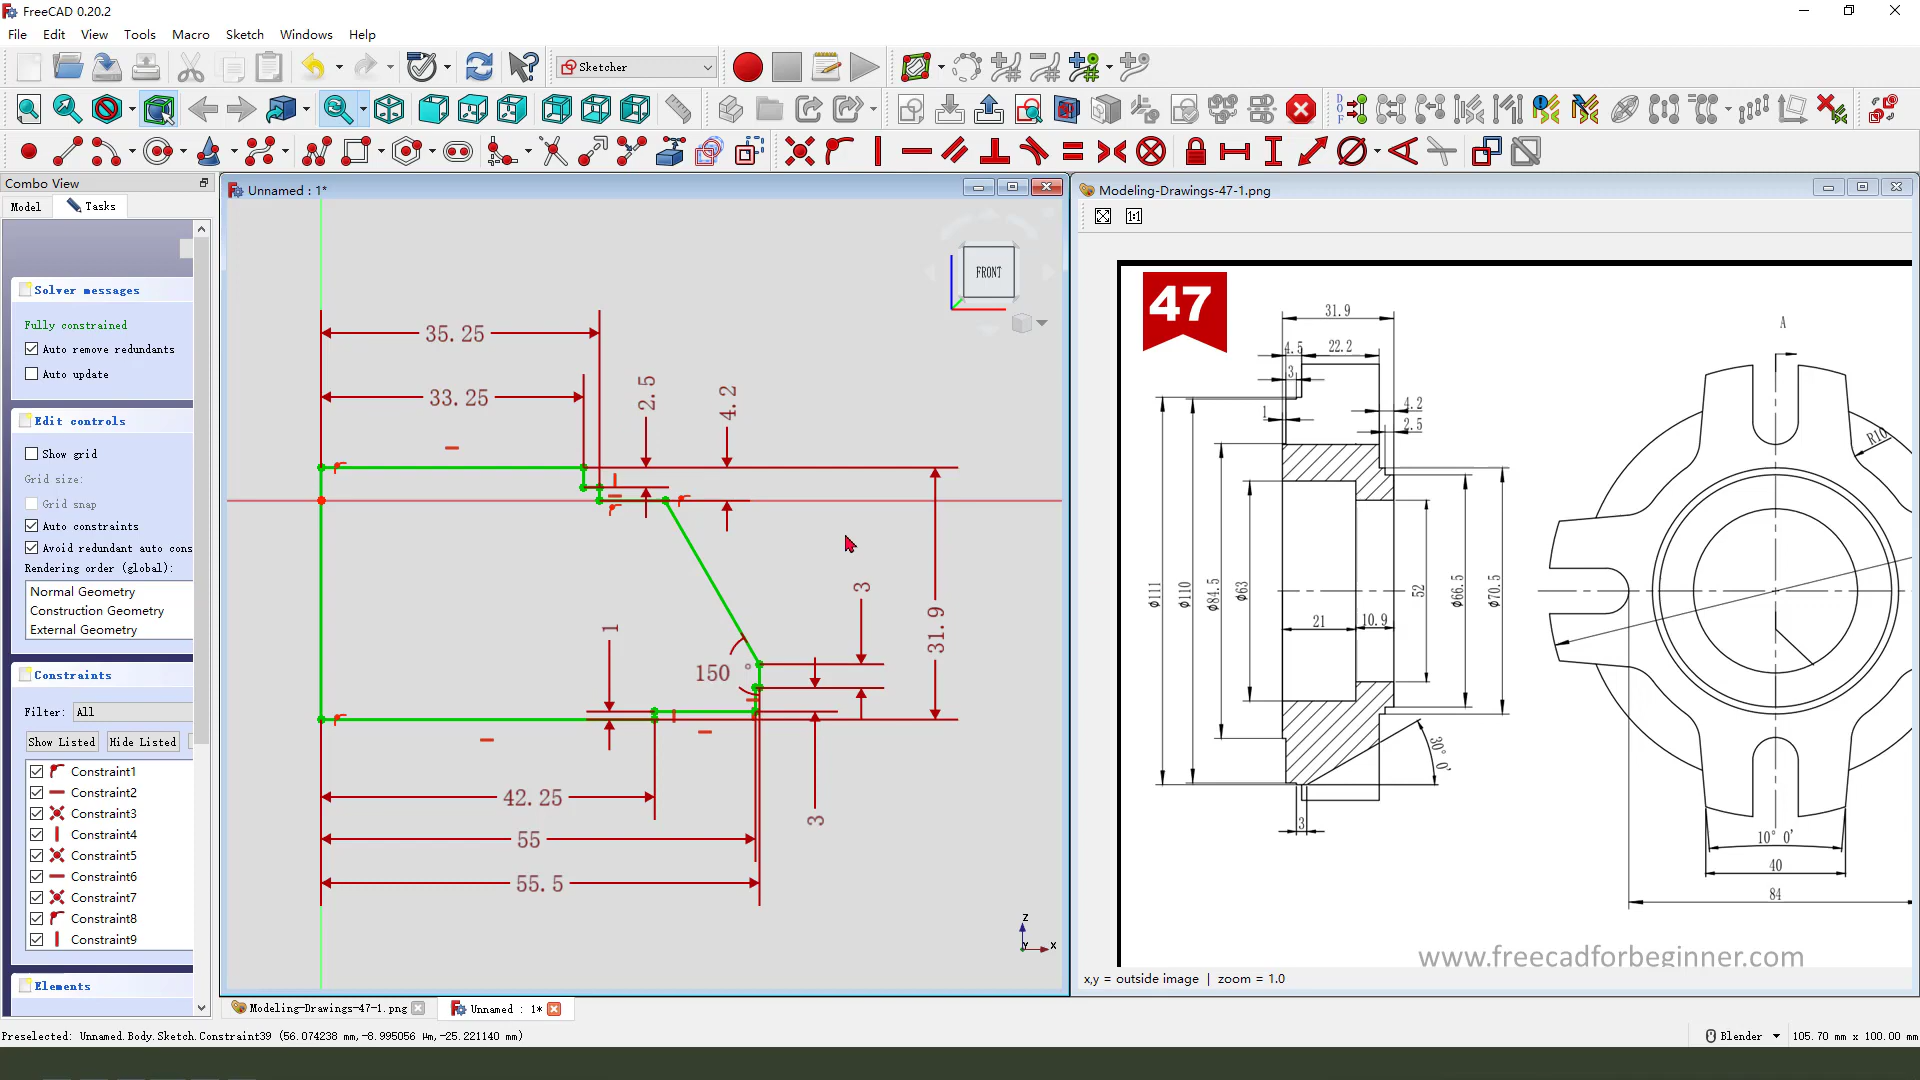 FreeCAD 0.20.2
File Edit View Tools Macro Sketch Windows Help
Sketcher
Combo View
Unnamed : 1*
Modeling-Drawings-47-1.png
Model Tasks
1:1
Solver messages
Fully constrained
Auto remove redundants
Auto update
Edit controls
Show grid
Grid size:
Grid snap
Auto constraints
Avoid redundant auto cons
Rendering order (global):
Normal Geometry
Construction Geometry
External Geometry
Constraints
Filter: All
Show Listed Hide Listed
Constraint1
Constraint2
Constraint3
Constraint4
Constraint5
Constraint6
Constraint7
Constraint8
Constraint9
Elements
FRONT
35.25
33.25
2.5
4.2
3
31.9
1
150 °
42.25
3
55
55.5
Z
Y X
47
31.9
4.5 22.2
3
1
4.2
2.5
A
R10
ϕ111
ϕ110
ϕ84.5
ϕ63
52
ϕ66.5
ϕ70.5
21 10.9
30° 0'
3
10° 0'
40
84
www.freecadforbeginner.com
x,y = outside image | zoom = 1.0
Modeling-Drawings-47-1.png Unnamed : 1*
Preselected: Unnamed.Body.Sketch.Constraint39 (56.074238 mm,-8.995056 μm,-25.221140 mm)
Blender 105.70 mm x 100.00 mm